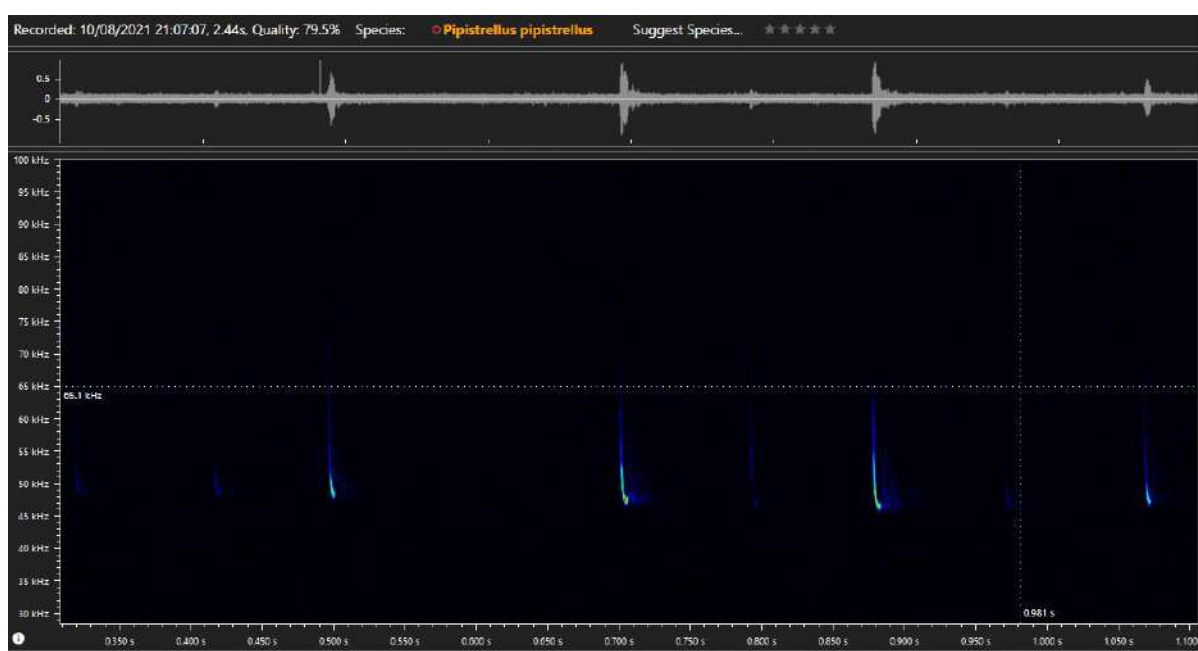 Recorded: 10/08/2021 21:07:07, 2.44s, Quality: 79.5% Species: Pipistrellus pipistrellus Suggest Species...
0.5
0
-0.5
100 kHz
95 kHz
90 kHz
85 kHz
80 kHz
75 kHz
70 kHz
65 kHz
65.1 kHz
60 kHz
55 kHz
50 kHz
45 kHz
40 kHz
35 kHz
30 kHz
0.981 s
0.350 s 0.400 s 0.450 s 0.500 s 0.550 s 0.600 s 0.650 s 0.700 s 0.750 s 0.800 s 0.850 s 0.900 s 0.950 s 1.000 s 1.050 s 1.100